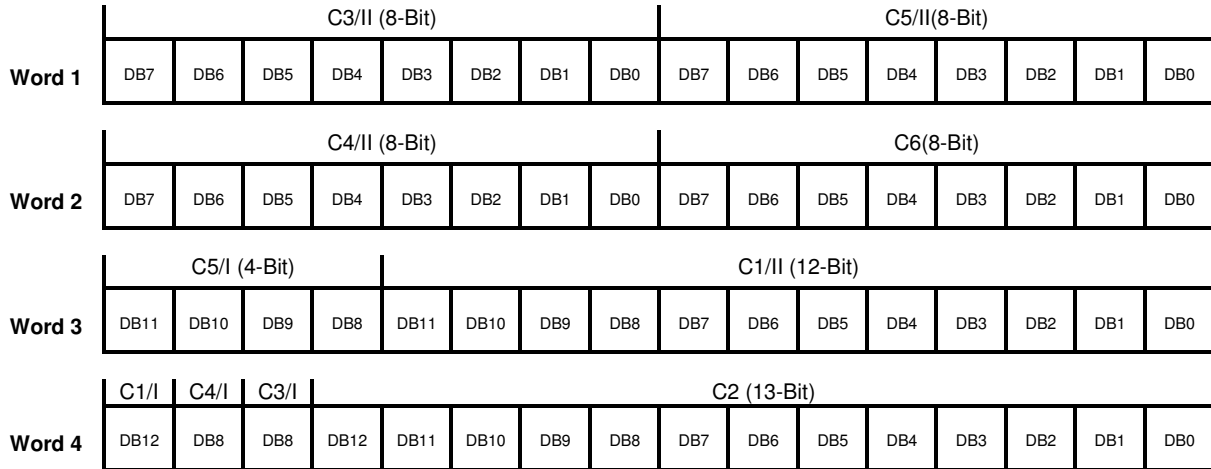 C3/II (8-Bit) C5/II(8-Bit)
Word 1 DB7 DB6 DB5 DB4 DB3 DB2 DB1 DB0 DB7 DB6 DB5 DB4 DB3 DB2 DB1 DB0
C4/II (8-Bit) C6(8-Bit)
Word 2 DB7 DB6 DB5 DB4 DB3 DB2 DB1 DB0 DB7 DB6 DB5 DB4 DB3 DB2 DB1 DB0
C5/I (4-Bit) C1/II (12-Bit)
Word 3 DB11 DB10 DB9 DB8 DB11 DB10 DB9 DB8 DB7 DB6 DB5 DB4 DB3 DB2 DB1 DB0
C1/I C4/I C3/I C2 (13-Bit)
Word 4 DB12 DB8 DB8 DB12 DB11 DB10 DB9 DB8 DB7 DB6 DB5 DB4 DB3 DB2 DB1 DB0